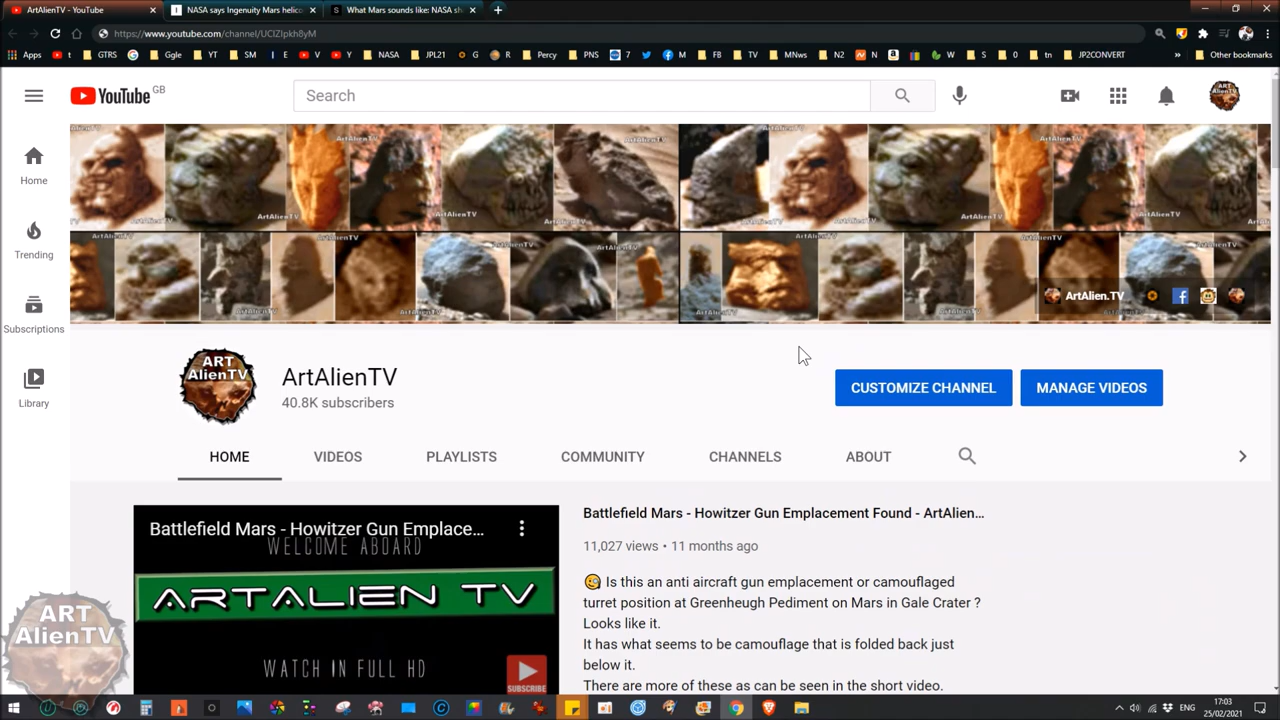 ArtAlienTV - YouTube
NASA says Ingenuity Mars helico
What Mars sounds like: NASA sh
https://www.youtube.com/channel/UCIZIpkh8yM
Apps t GTRS Ggle YT SM E V Y NASA JPL21 G R Percy PNS 7 M FB TV MNws N2 N W S 0 tn JP2CONVERT » Other bookmarks
YouTube GB
Search
Home
Trending
Subscriptions
Library
ArtAlienTV
ArtAlien.TV
ART
AlienTV
ArtAlienTV
40.8K subscribers
CUSTOMIZE CHANNEL
MANAGE VIDEOS
HOME VIDEOS PLAYLISTS COMMUNITY CHANNELS ABOUT
Battlefield Mars - Howitzer Gun Emplace...
WELCOME ABOARD
ARTALIEN TV
WATCH IN FULL HD
SUBSCRIBE
Battlefield Mars - Howitzer Gun Emplacement Found - ArtAlien...
11,027 views • 11 months ago
Is this an anti aircraft gun emplacement or camouflaged
turret position at Greenheugh Pediment on Mars in Gale Crater ?
Looks like it.
It has what seems to be camouflage that is folded back just
below it.
There are more of these as can be seen in the short video.
ART
AlienTV
ENG
17:03
25/02/2021